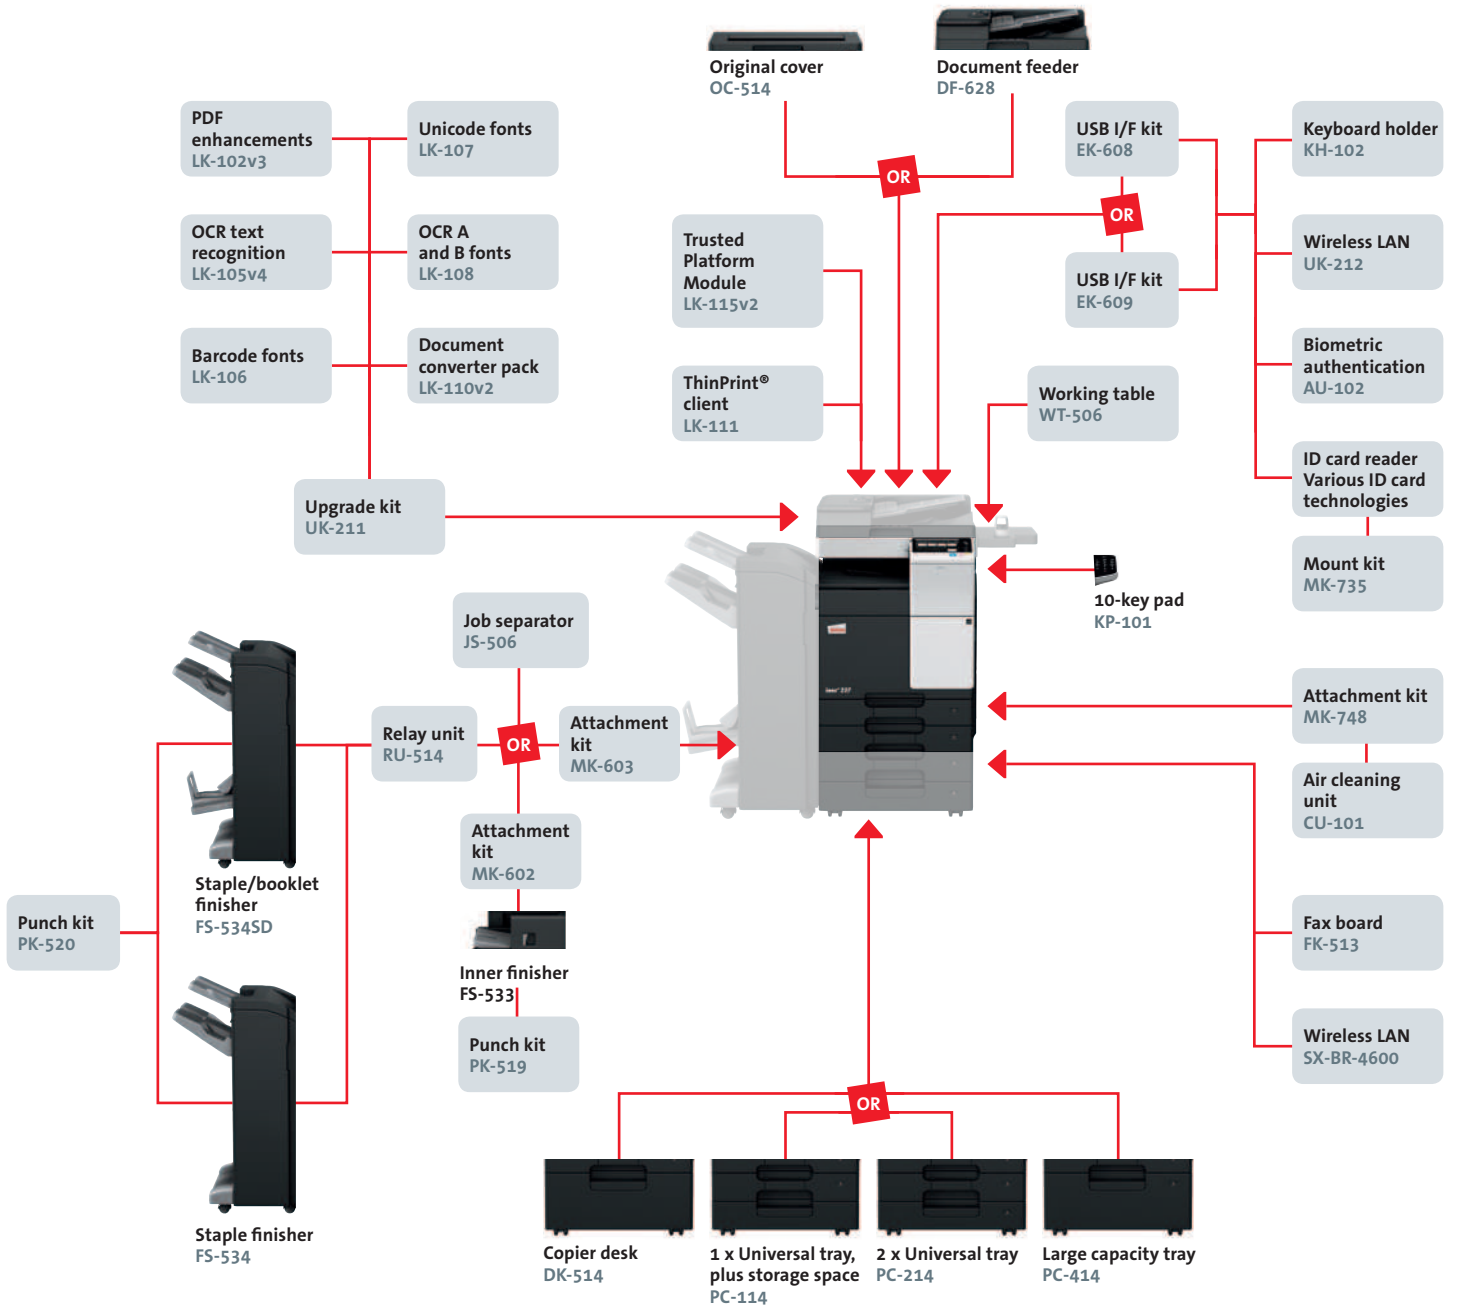 Original cover
OC-514
Document feeder
DF-628
PDF
enhancements
LK-102v3
Unicode fonts
LK-107
USB I/F kit
EK-608
Keyboard holder
KH-102
OR
OR
OCR text
recognition
LK-105v4
OCR A
and B fonts
LK-108
Trusted
Platform
Module
LK-115v2
Wireless LAN
UK-212
USB I/F kit
EK-609
Barcode fonts
LK-106
Document
converter pack
LK-110v2
ThinPrint®
client
LK-111
Working table
WT-506
Biometric
authentication
AU-102
ID card reader
Various ID card
technologies
Upgrade kit
UK-211
Mount kit
MK-735
10-key pad
KP-101
Job separator
JS-506
Relay unit
RU-514
OR
Attachment
kit
MK-603
Attachment kit
MK-748
Air cleaning
unit
CU-101
Attachment
kit
MK-602
Staple/booklet
finisher
FS-534SD
Punch kit
PK-520
Inner finisher
FS-533
Fax board
FK-513
Punch kit
PK-519
Wireless LAN
SX-BR-4600
OR
Staple finisher
FS-534
Copier desk
DK-514
1 x Universal tray,
plus storage space
PC-114
2 x Universal tray
PC-214
Large capacity tray
PC-414